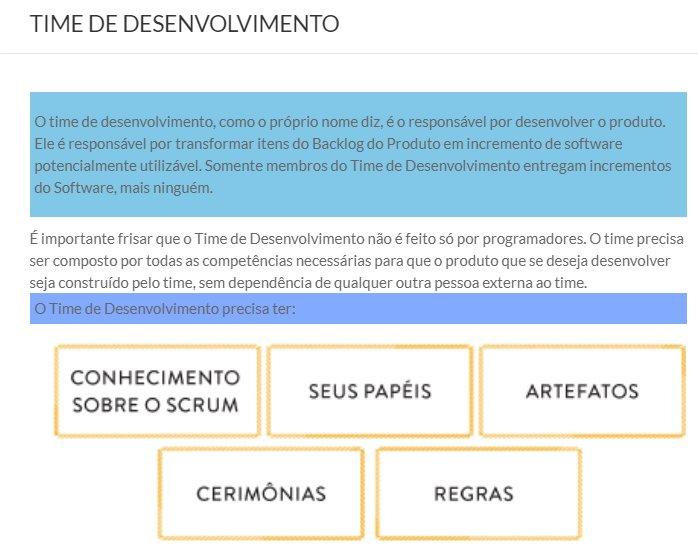 TIME DE DESENVOLVIMENTO
O time de desenvolvimento, como o próprio nome diz, é o responsável por desenvolver o produto.
Ele é responsável por transformar itens do Backlog do Produto em incremento de software
potencialmente utilizável. Somente membros do Time de Desenvolvimento entregam incrementos
do Software, mais ninguém.
É importante frisar que o Time de Desenvolvimento não é feito só por programadores. O time precisa
ser composto por todas as competências necessárias para que o produto que se deseja desenvolver
seja construído pelo time, sem dependência de qualquer outra pessoa externa ao time.
O Time de Desenvolvimento precisa ter:
CONHECIMENTO
SOBRE O SCRUM
SEUS PAPÉIS
ARTEFATOS
CERIMÔNIAS
REGRAS